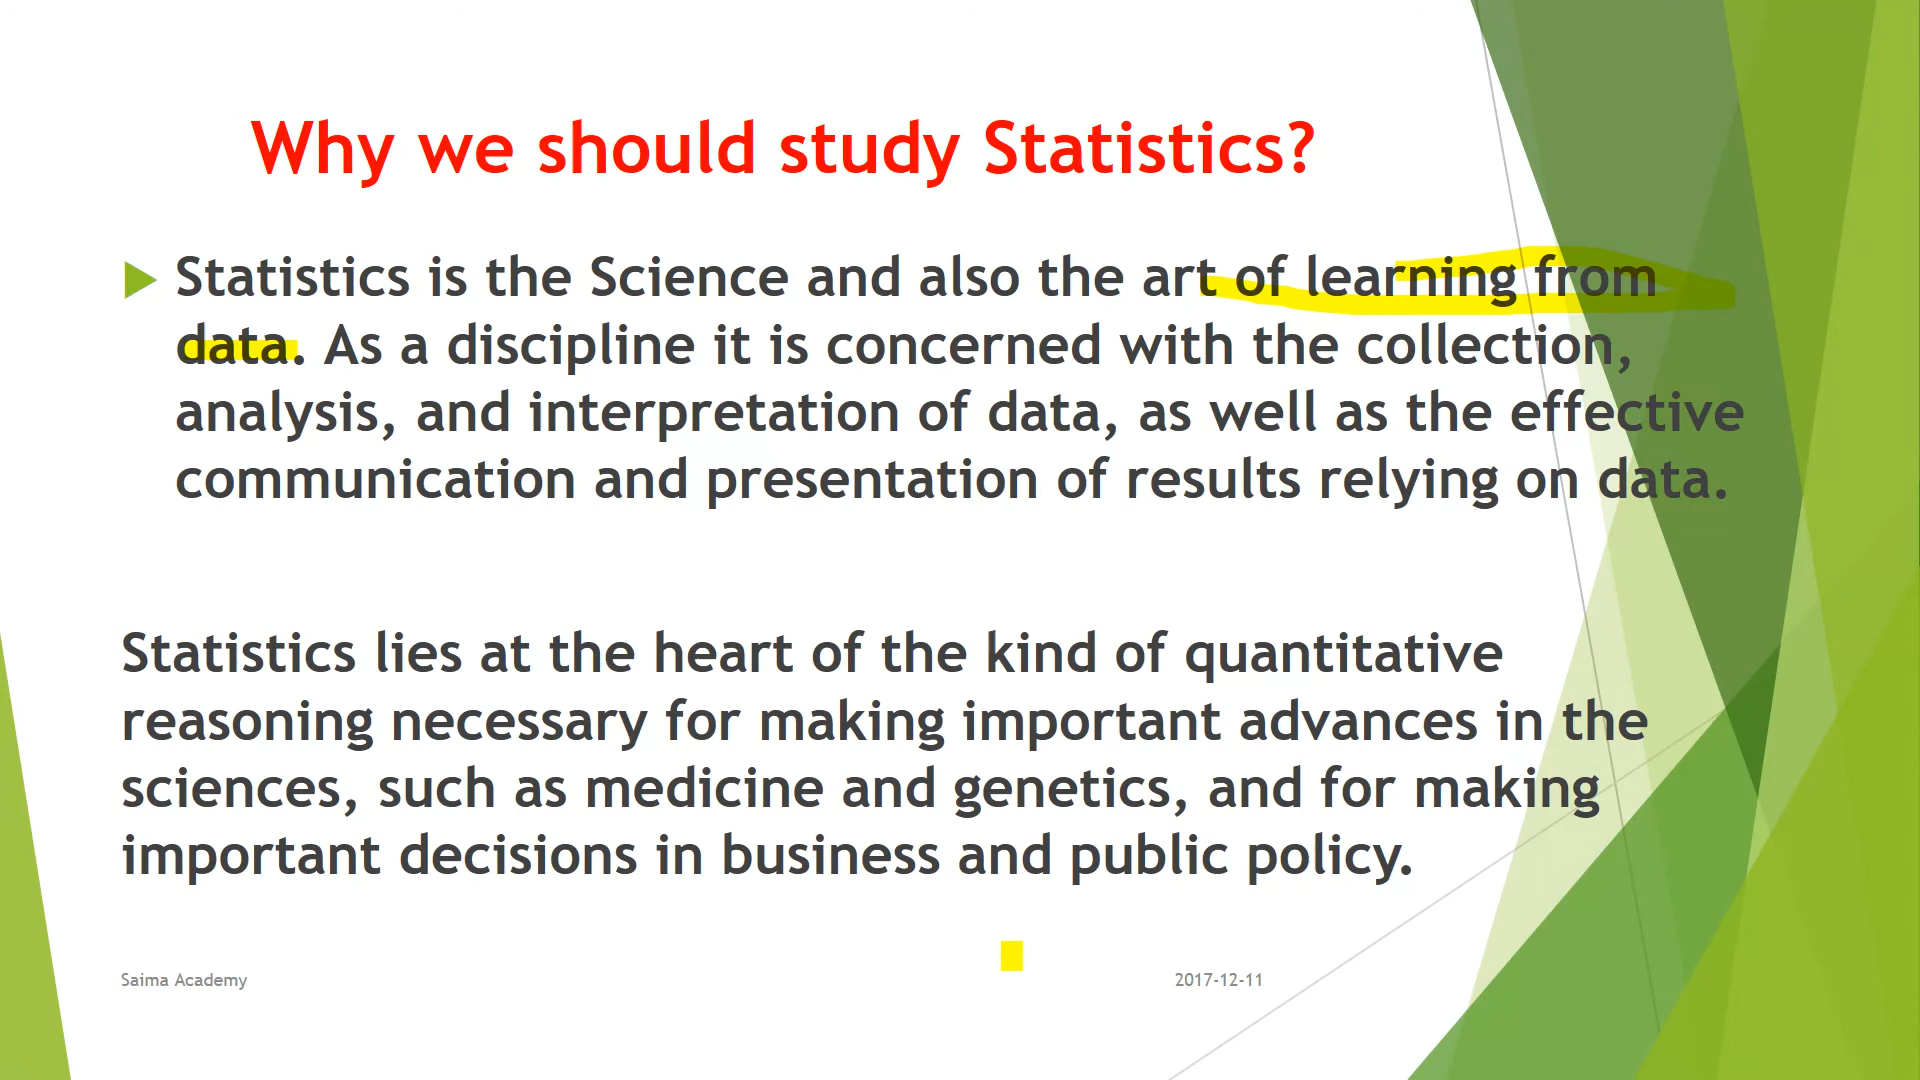 Why we should study Statistics?
Statistics is the Science and also the art of learning from
data. As a discipline it is concerned with the collection,
analysis, and interpretation of data, as well as the effective
communication and presentation of results relying on data.
Statistics lies at the heart of the kind of quantitative
reasoning necessary for making important advances in the
sciences, such as medicine and genetics, and for making
important decisions in business and public policy.
Saima Academy
2017-12-11